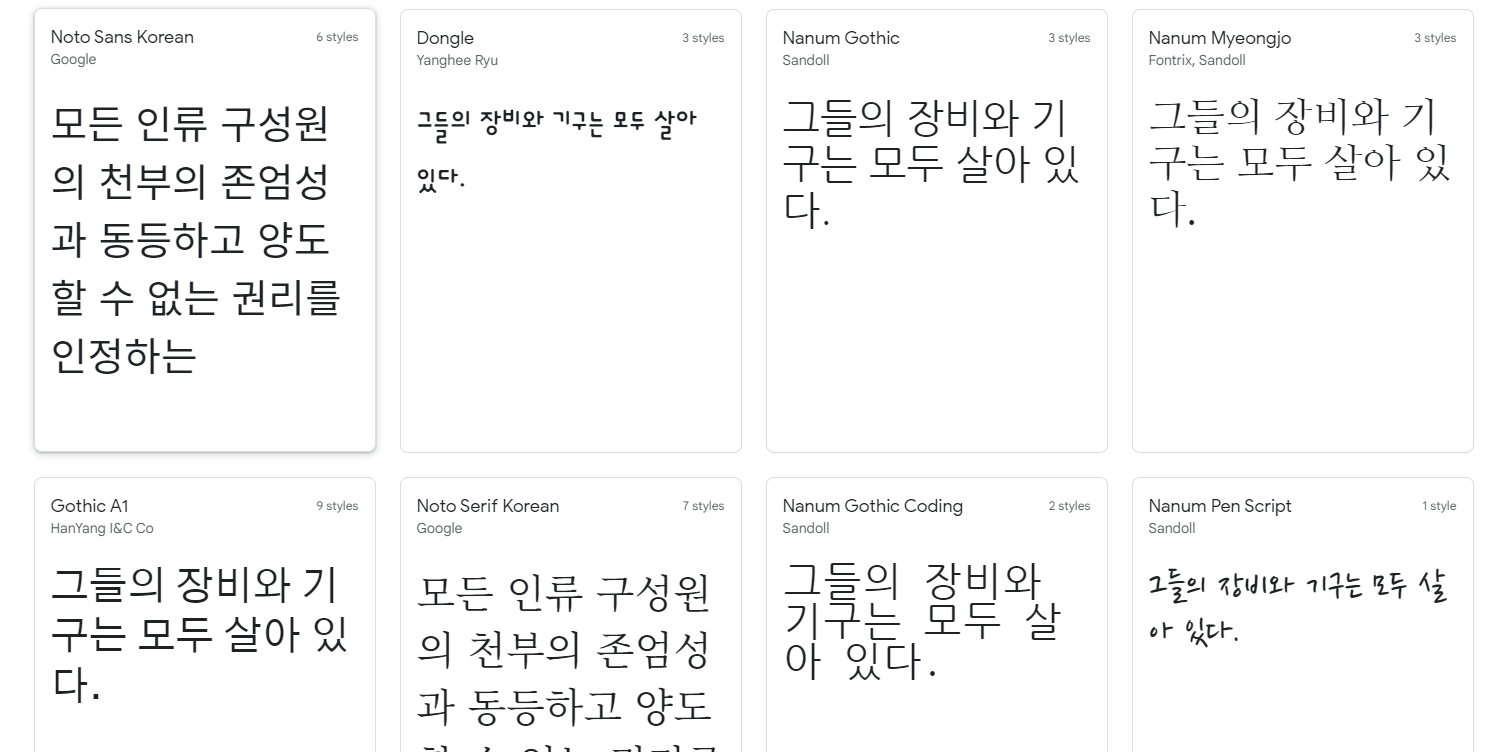 Noto Sans Korean
6 styles
Google
모든 인류 구성원
의 천부의 존엄성
과 동등하고 양도
할 수 없는 권리를
인정하는
Dongle
3 styles
Yanghee Ryu
그들의 장비와 기구는 모두 살아
있다.
Nanum Gothic
3 styles
Sandoll
그들의 장비와 기
구는 모두 살아 있
다.
Nanum Myeongjo
3 styles
Fontrix, Sandoll
그들의 장비와 기
구는 모두 살아 있
다.
Gothic A1
9 styles
HanYang I&C Co
그들의 장비와 기
구는 모두 살아 있
다.
Noto Serif Korean
7 styles
Google
모든 인류 구성원
의 천부의 존엄성
과 동등하고 양도
Nanum Gothic Coding
2 styles
Sandoll
그들의 장비와
기구는 모두 살
아 있다.
Nanum Pen Script
1 style
Sandoll
그들의 장비와 기구는 모두 살
아 있다.